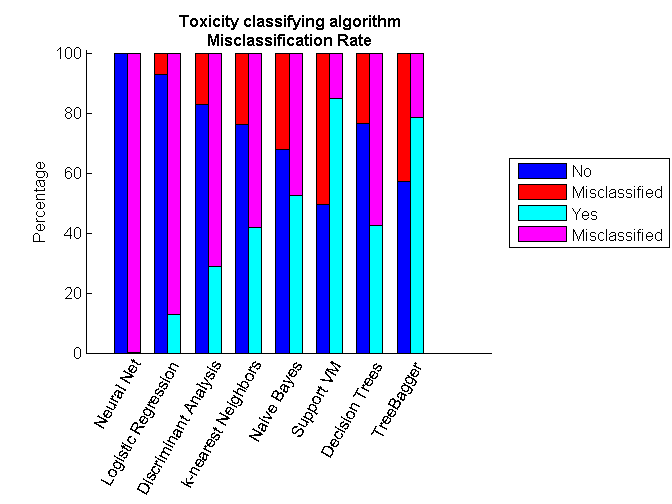 Toxicity classifying algorithm
Misclassification Rate
Percentage
100
80
60
40
20
0
Neural Net
Logistic Regression
Discriminant Analysis
k-nearest Neighbors
Naive Bayes
Support VM
Decision Trees
TreeBagger
No
Misclassified
Yes
Misclassified